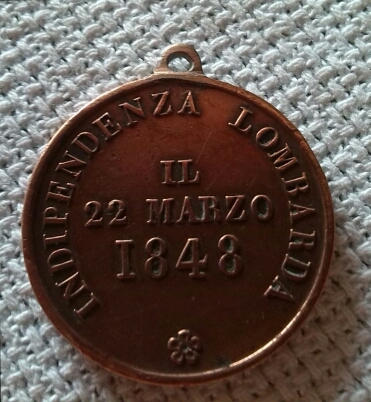 INDIPENDENZA LOMBARDA
IL
22 MARZO
1848